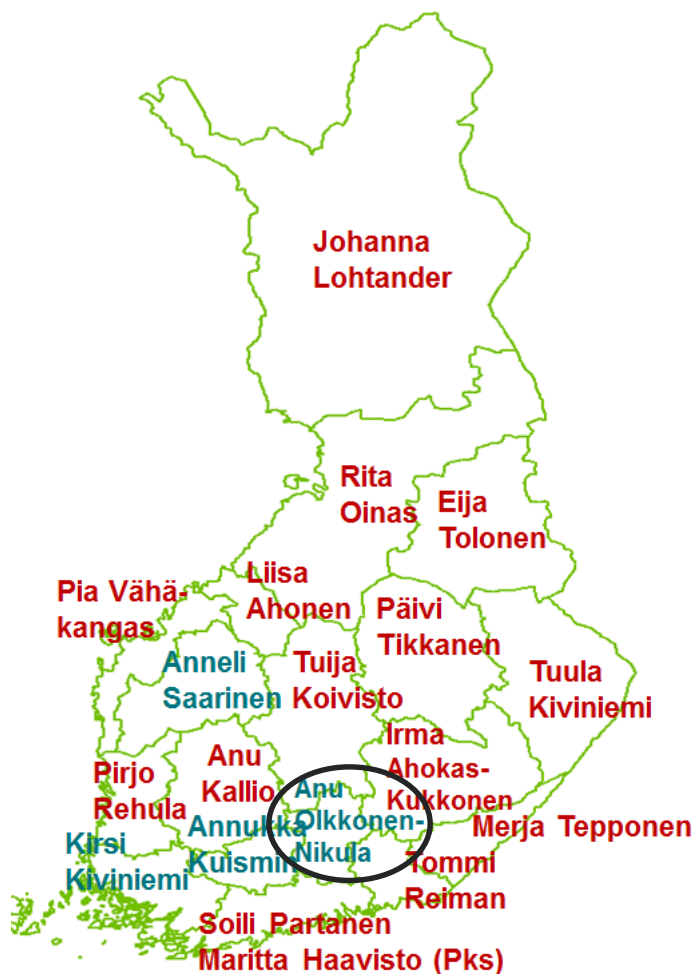 Johanna
Lohtander
Rita
Oinas
Eija
Tolonen
Liisa
Ahonen
Pia Vähä-
kangas
Päivi
Tikkanen
Anneli
Saarinen
Tuija
Koivisto
Tuula
Kiviniemi
Irma
Ahokas-
Kukkonen
Anu
Kallio
Pirjo
Rehula
Anu
Olkkonen-
Nikula
Annukka
Kuismin
Merja Tepponen
Kirsi
Kiviniemi
Tommi
Reiman
Soili Partanen
Maritta Haavisto (Pks)